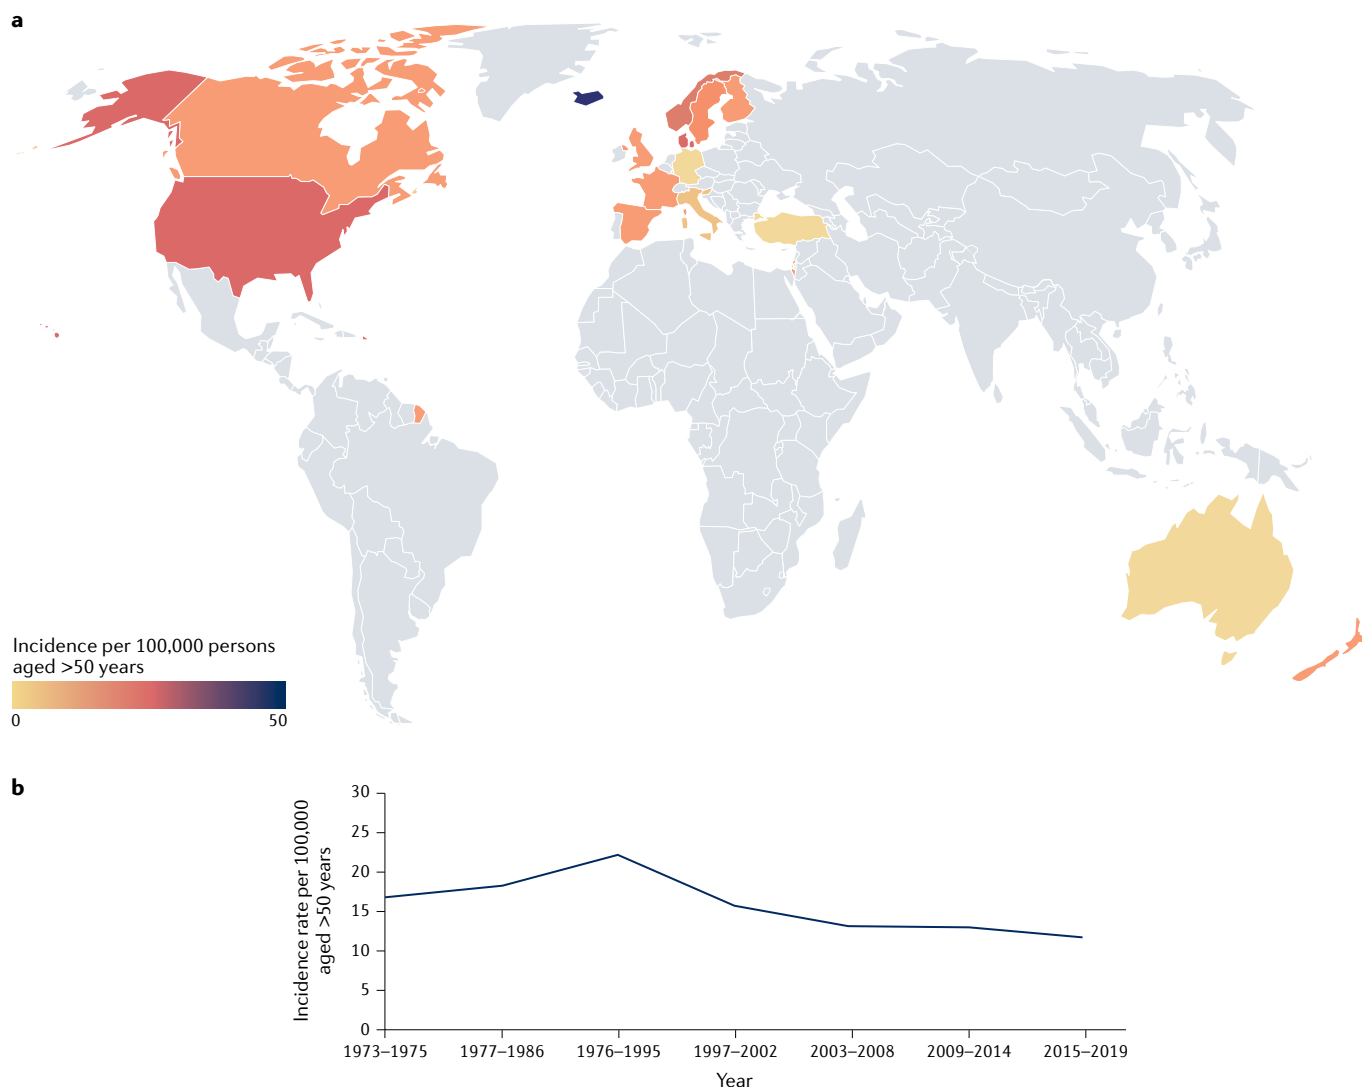 a
Incidence per 100,000 persons
aged >50 years
0
50
b
Incidence rate per 100,000
aged >50 years
30
25
20
15
10
5
0
1973–1975
1977–1986
1976–1995
1997–2002
2003–2008
2009–2014
2015–2019
Year